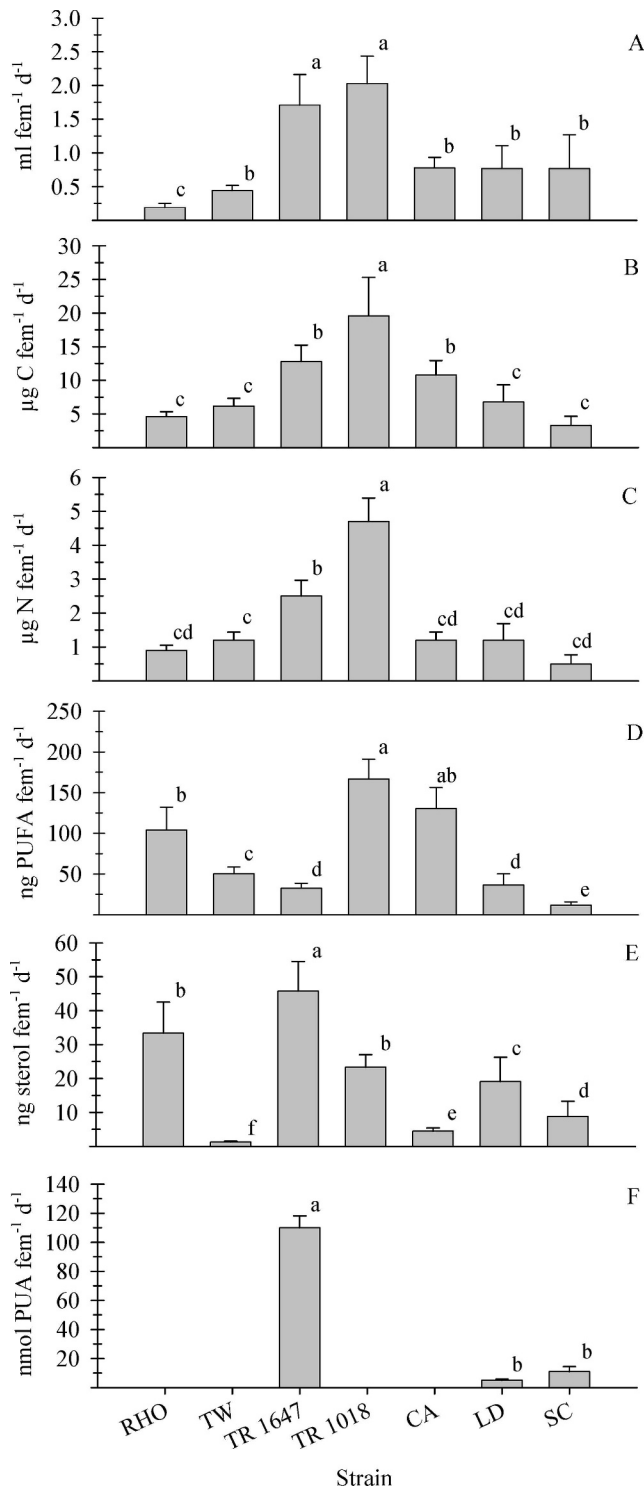 A
ml fem⁻¹ d⁻¹
2.5
2.0
1.5
1.0
0.5
c b a a b b b
B
µg C fem⁻¹ d⁻¹
30
25
20
15
10
5
c c b a b c c
C
µg N fem⁻¹ d⁻¹
6
5
4
3
2
1
cd c b a cd cd cd
D
ng PUFA fem⁻¹ d⁻¹
250
200
150
100
50
b c d a ab d e
E
ng sterol fem⁻¹ d⁻¹
60
50
40
30
20
10
b f a b e c d
F
nmol PUA fem⁻¹ d⁻¹
140
120
100
80
60
40
20
a b b
RHO TW TR 1647 TR 1018 CA LD SC
Strain